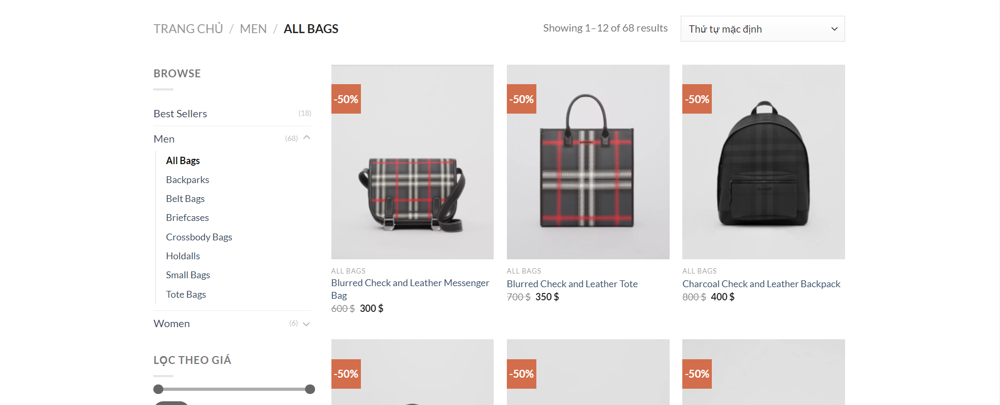 TRANG CHỦ / MEN / ALL BAGS
Showing 1–12 of 68 results
Thứ tự mặc định
BROWSE
Best Sellers (18)
Men (68)
All Bags
Backparks
Belt Bags
Briefcases
Crossbody Bags
Holdalls
Small Bags
Tote Bags
Women (6)
LỌC THEO GIÁ
-50%
ALL BAGS
Blurred Check and Leather Messenger
Bag
600 $ 300 $
-50%
ALL BAGS
Blurred Check and Leather Tote
700 $ 350 $
-50%
ALL BAGS
Charcoal Check and Leather Backpack
800 $ 400 $
-50%
-50%
-50%